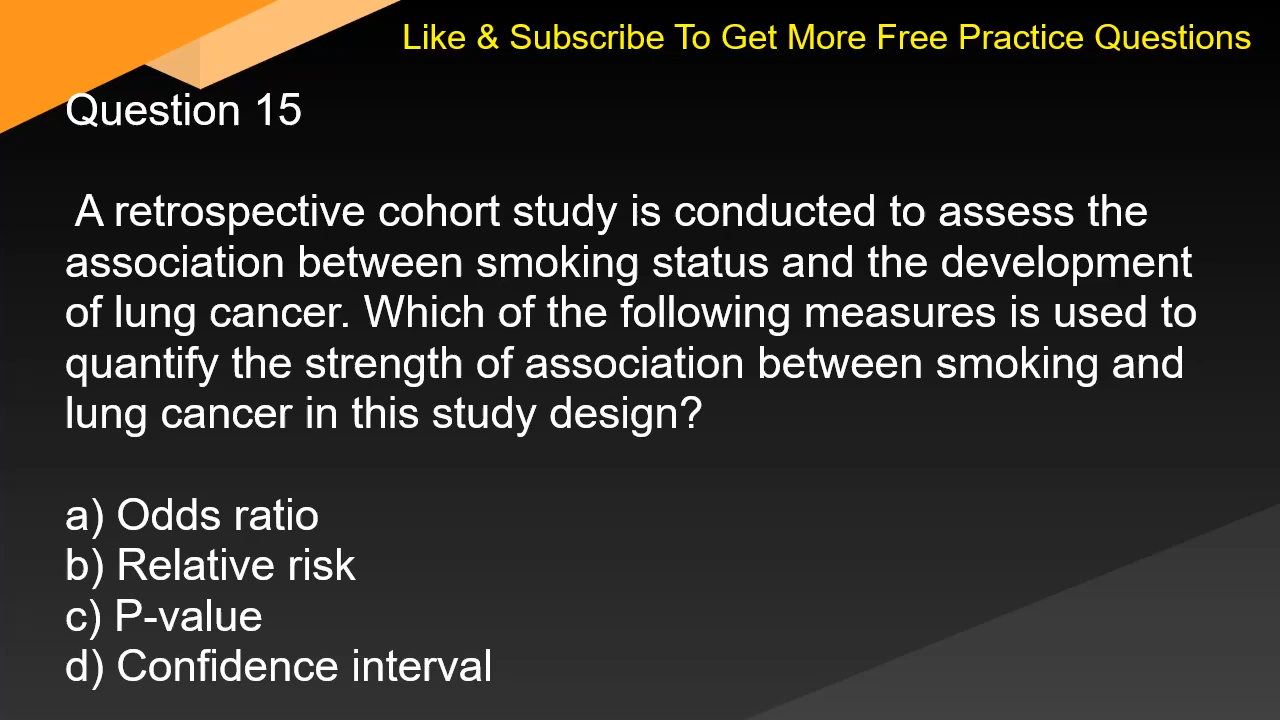 Like & Subscribe To Get More Free Practice Questions
Question 15
A retrospective cohort study is conducted to assess the
association between smoking status and the development
of lung cancer. Which of the following measures is used to
quantify the strength of association between smoking and
lung cancer in this study design?
a) Odds ratio
b) Relative risk
c) P-value
d) Confidence interval